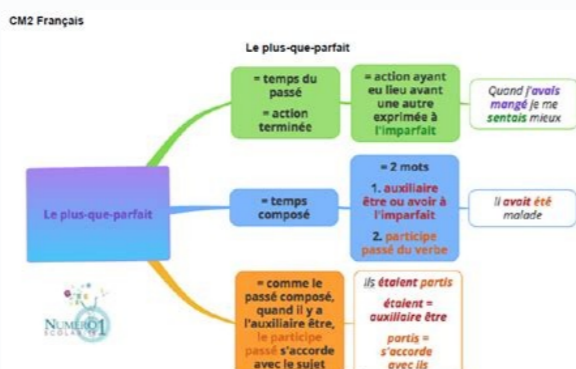 CM2 Français
Le plus-que-parfait
Le plus-que-parfait
= temps du
passé
= action
terminée
= action ayant
eu lieu avant
une autre
exprimée à
l'imparfait
Quand j'avais
mangé je me
sentais mieux
= temps
composé
= 2 mots
1. auxiliaire
être ou avoir à
l'imparfait
2. participe
passé du verbe
il avait été
malade
= comme le
passé composé,
quand il y a
l'auxiliaire être,
le participe
passé s'accorde
avec le sujet
ils étaient partis
étaient =
auxiliaire être
partis =
s'accorde
avec ils
NUMÉRO1
SCOLARITÉ